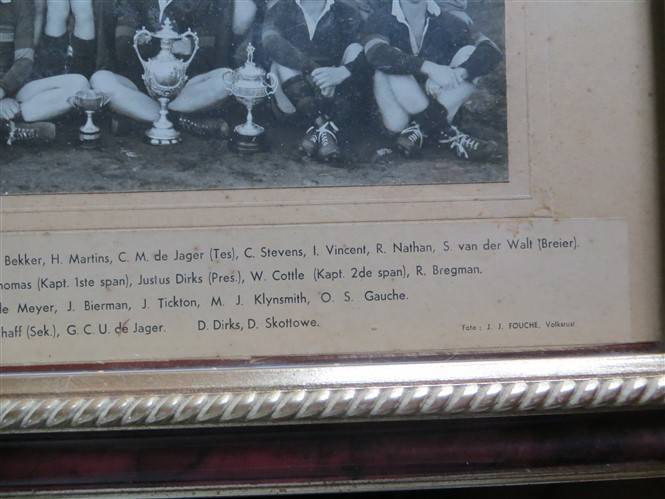 Bekker, H. Martins, C. M. de Jager (Tes), C. Stevens, I. Vincent, R. Nathan, S. van der Walt (Breier).
homas (Kapt. 1ste span), Justus Dirks (Pres.), W. Cottle (Kapt. 2de span), R. Bregman.
le Meyer, J. Bierman, J. Tickton, M. J. Klynsmith, O. S. Gauche.
haff (Sek.), G. C. U. de Jager. D. Dirks, D. Skottowe.
Foto : J. J. FOUCHE, Volksrust